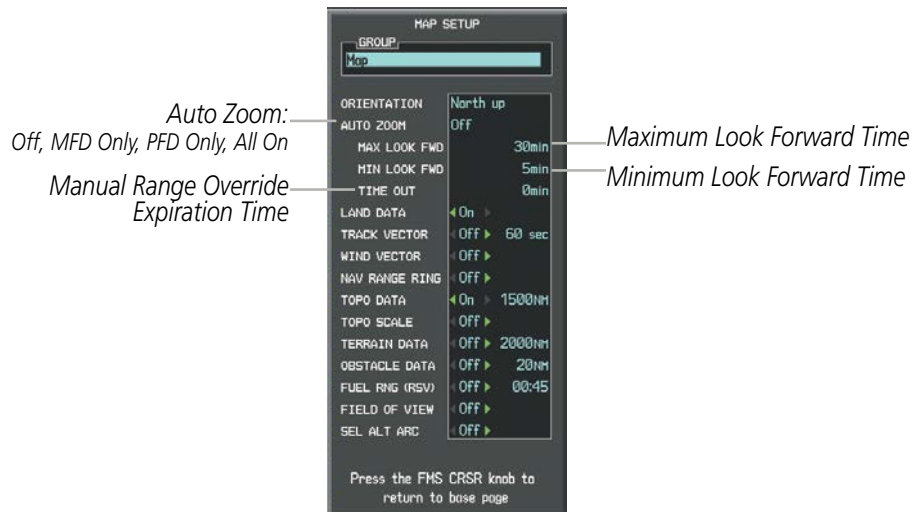 MAP SETUP
GROUP
Map
ORIENTATION North up
AUTO ZOOM Off
MAX LOOK FWD 30min
MIN LOOK FWD 5min
TIME OUT 0min
LAND DATA On
TRACK VECTOR Off 60 sec
WIND VECTOR Off
NAV RANGE RING Off
TOPO DATA On 1500NM
TOPO SCALE Off
TERRAIN DATA Off 2000NM
OBSTACLE DATA Off 20NM
FUEL RNG (RSV) Off 00:45
FIELD OF VIEW Off
SEL ALT ARC Off
Press the FMS CRSR knob to
return to base page
Auto Zoom:
Off, MFD Only, PFD Only, All On
Manual Range Override
Expiration Time
Maximum Look Forward Time
Minimum Look Forward Time